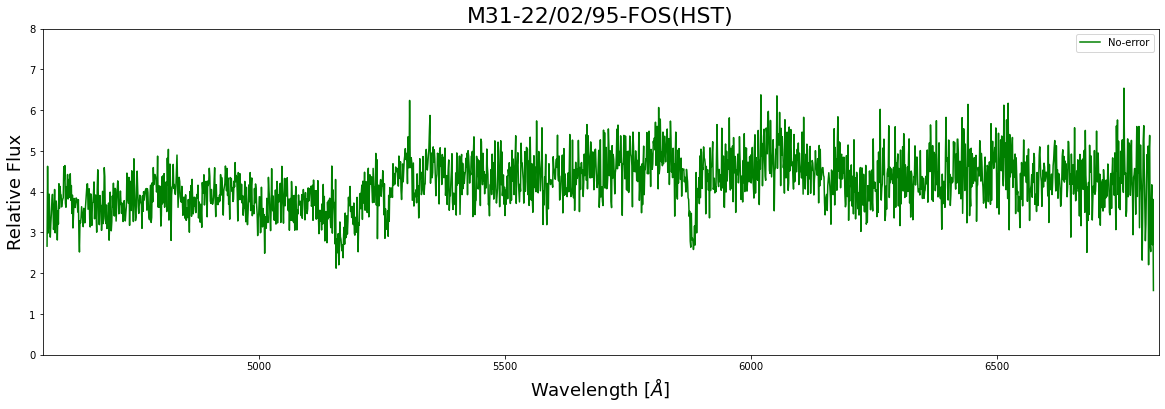 M31-22/02/95-FOS(HST)
No-error
Relative Flux
8
7
6
5
4
3
2
1
0
5000 5500 6000 6500
Wavelength [Å]